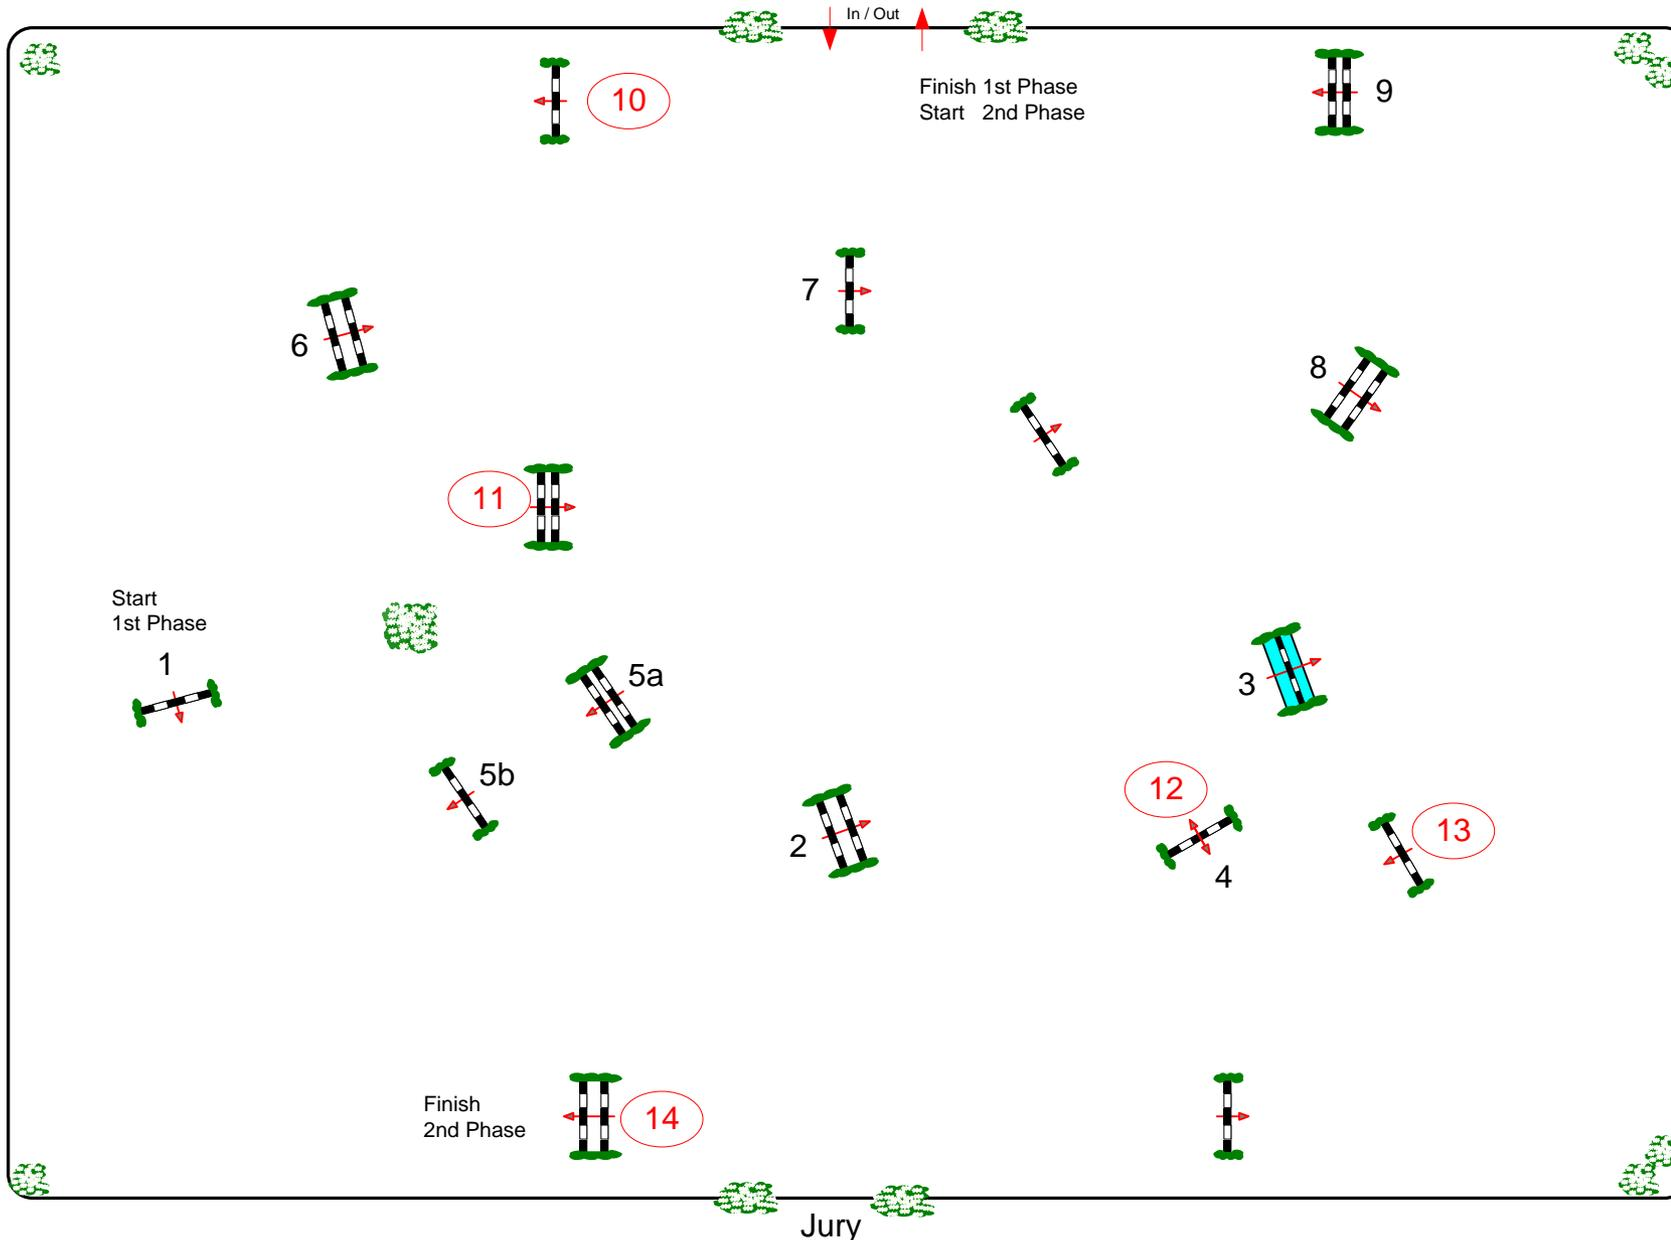 In / Out
10
Finish 1st Phase
Start 2nd Phase
9
7
6
8
11
Start
1st Phase
1
5a
3
5b
12
13
2
4
Finish
2nd Phase
14
Jury